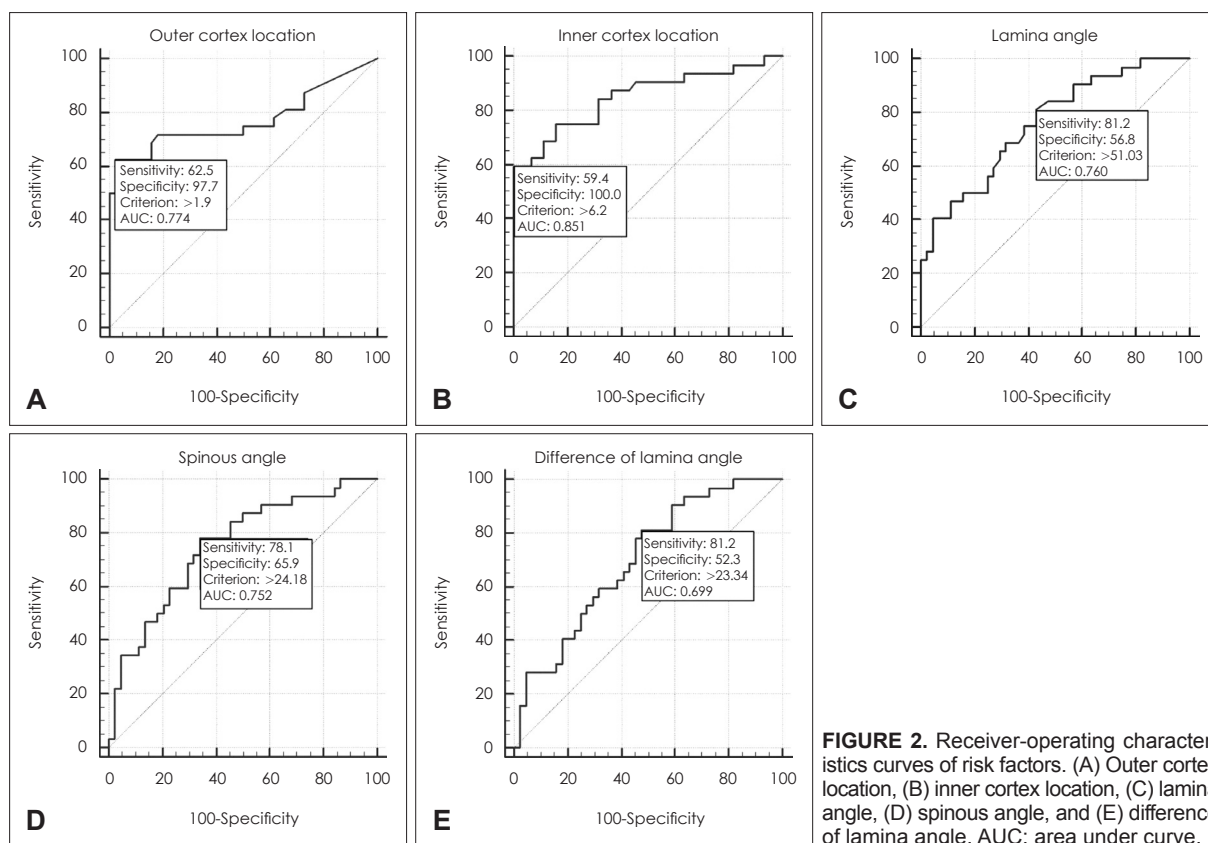 Outer cortex location
100
80
60
40
20
0
Sensitivity
Sensitivity: 62.5
Specificity: 97.7
Criterion: >1.9
AUC: 0.774
0 20 40 60 80 100
100-Specificity
A
Inner cortex location
100
80
60
40
20
0
Sensitivity
Sensitivity: 59.4
Specificity: 100.0
Criterion: >6.2
AUC: 0.851
0 20 40 60 80 100
100-Specificity
B
Lamina angle
100
80
60
40
20
0
Sensitivity
Sensitivity: 81.2
Specificity: 56.8
Criterion: >51.03
AUC: 0.760
0 20 40 60 80 100
100-Specificity
C
Spinous angle
100
80
60
40
20
0
Sensitivity
Sensitivity: 78.1
Specificity: 65.9
Criterion: >24.18
AUC: 0.752
0 20 40 60 80 100
100-Specificity
D
Difference of lamina angle
100
80
60
40
20
0
Sensitivity
Sensitivity: 81.2
Specificity: 52.3
Criterion: >23.34
AUC: 0.699
0 20 40 60 80 100
100-Specificity
E
FIGURE 2. Receiver-operating character-
istics curves of risk factors. (A) Outer cortex
location, (B) inner cortex location, (C) lamina
angle, (D) spinous angle, and (E) difference
of lamina angle. AUC: area under curve.